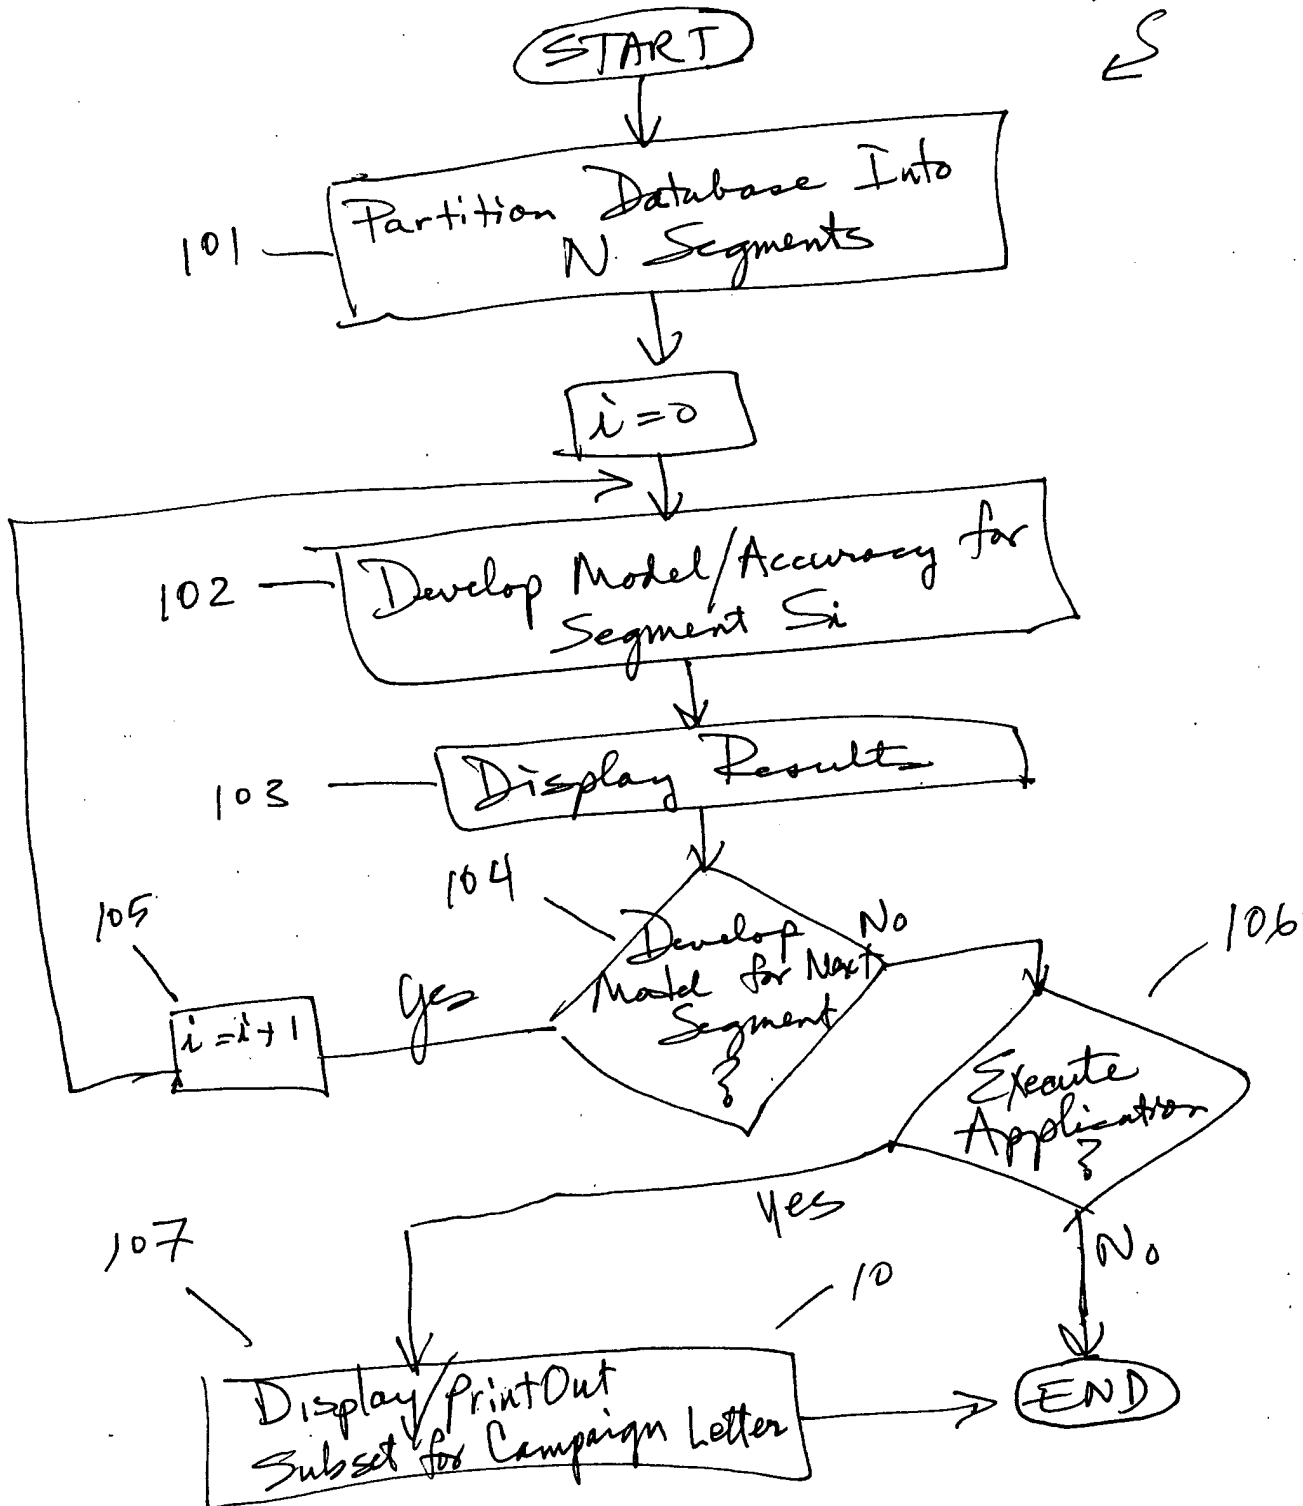 START
S
Partition Database Into
101
N Segments
i=0
Develop Model/Accuracy for
102
Segment Si
Display Results
103
104
105
No
106
Develop
Model for Next
Segment
?
Yes
i=i+1
Execute
Application
?
Yes
No
107
10
Display/PrintOut
Subset for Campaign Letter
END